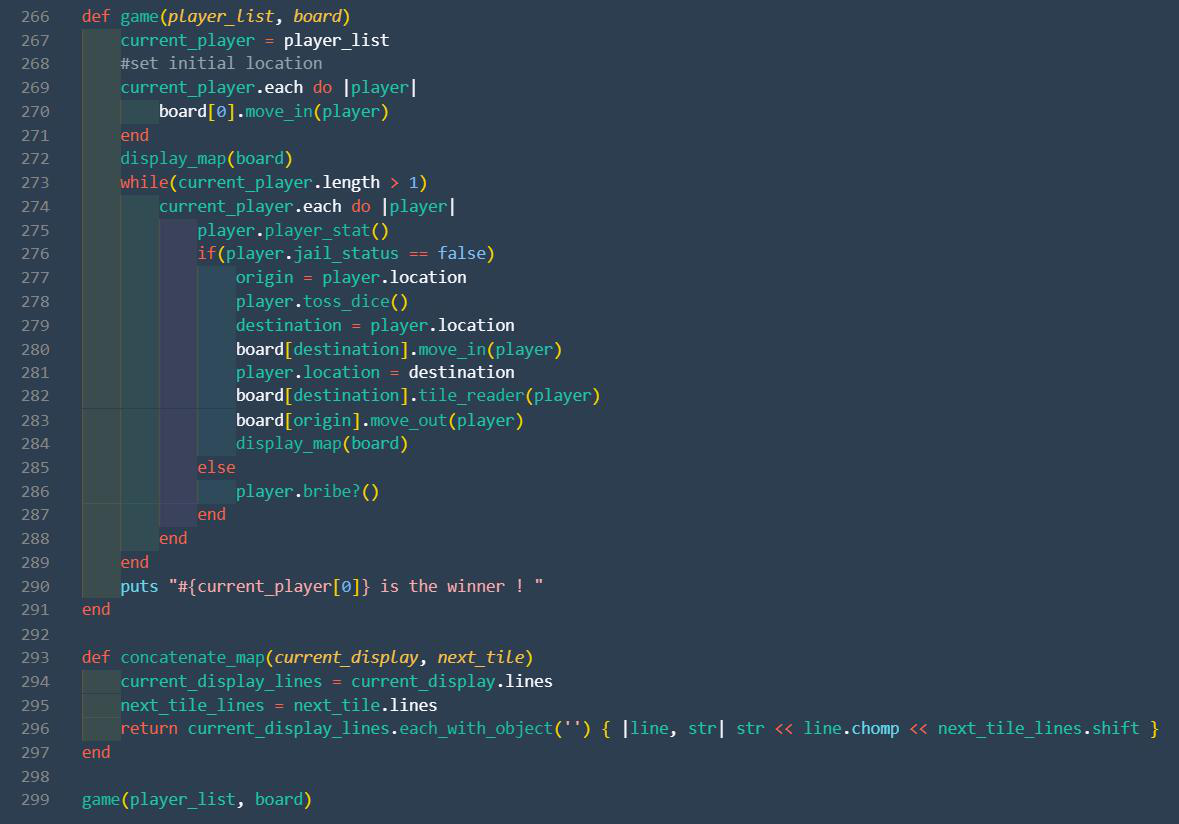 266 def game(player_list, board)
267     current_player = player_list
268     #set initial location
269     current_player.each do |player|
270         board[0].move_in(player)
271     end
272     display_map(board)
273     while(current_player.length > 1)
274         current_player.each do |player|
275             player.player_stat()
276             if(player.jail_status == false)
277                 origin = player.location
278                 player.toss_dice()
279                 destination = player.location
280                 board[destination].move_in(player)
281                 player.location = destination
282                 board[destination].tile_reader(player)
283                 board[origin].move_out(player)
284                 display_map(board)
285             else
286                 player.bribe?()
287             end
288         end
289     end
290     puts "#{current_player[0]} is the winner ! "
291 end
292
293 def concatenate_map(current_display, next_tile)
294     current_display_lines = current_display.lines
295     next_tile_lines = next_tile.lines
296     return current_display_lines.each_with_object('') { |line, str| str << line.chomp << next_tile_lines.shift }
297 end
298
299 game(player_list, board)